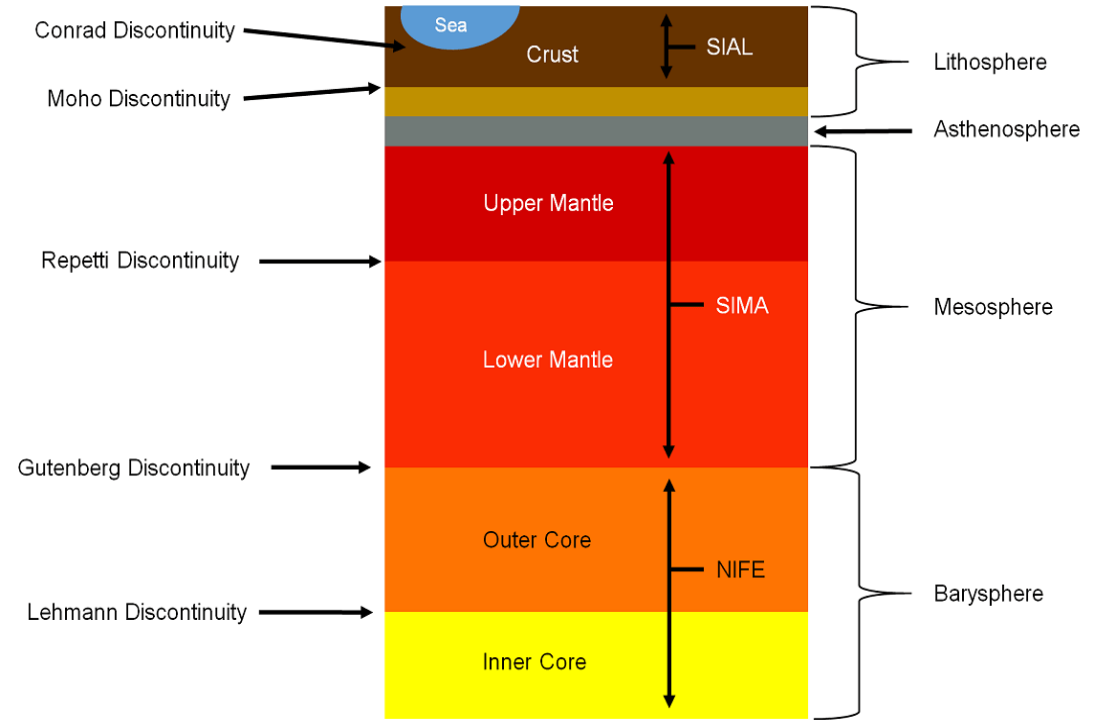 Conrad Discontinuity
Sea
Crust
SIAL
Lithosphere
Moho Discontinuity
Asthenosphere
Upper Mantle
Repetti Discontinuity
SIMA
Mesosphere
Lower Mantle
Gutenberg Discontinuity
Outer Core
NIFE
Barysphere
Lehmann Discontinuity
Inner Core